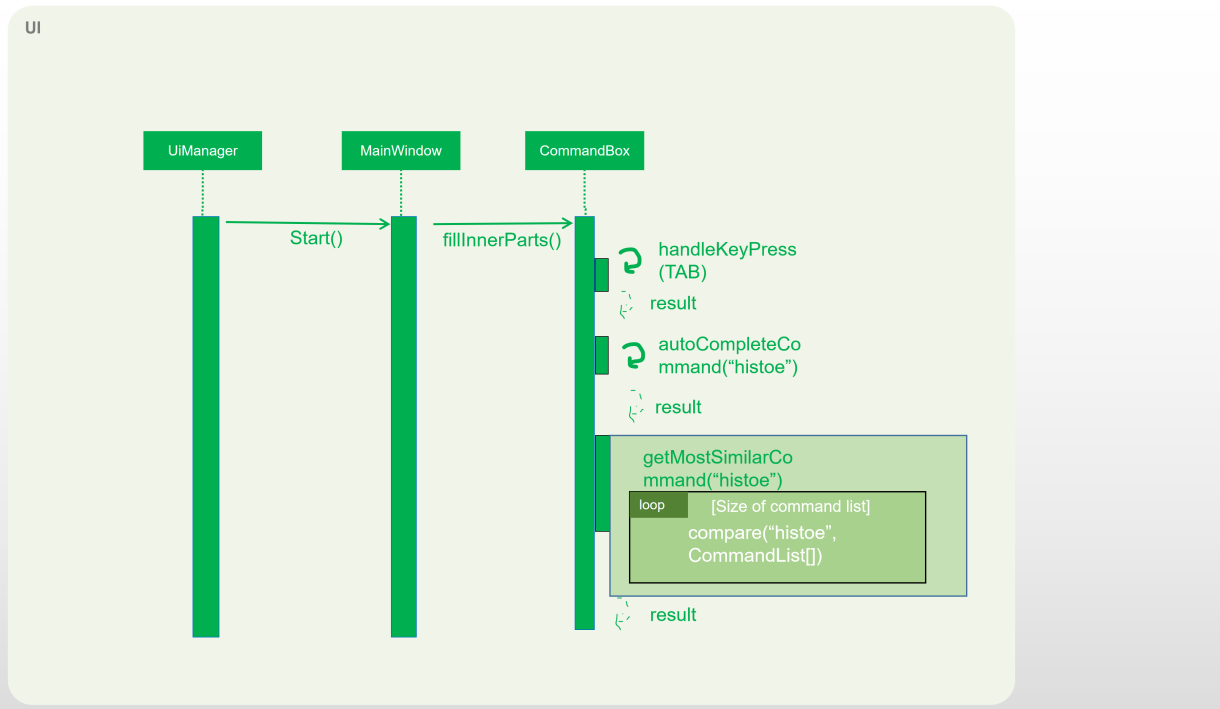 UI
UiManager
MainWindow
CommandBox
Start()
fillInnerParts()
handleKeyPress
(TAB)
result
autoCompleteCo
mmand(“histoe”)
result
getMostSimilarCo
mmand(“histoe”)
loop
[Size of command list]
compare(“histoe”,
CommandList[])
result